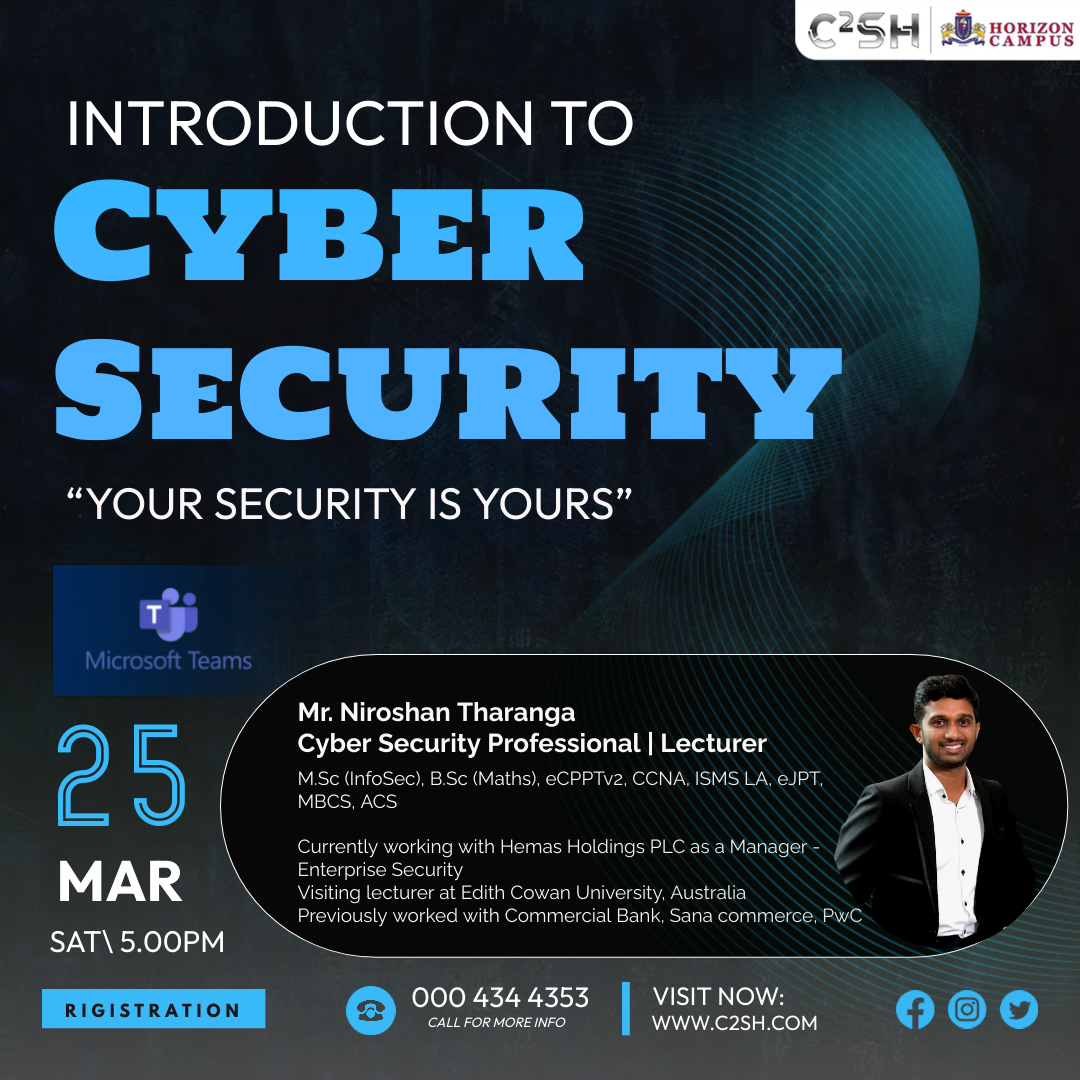 C²SH
HORIZON
CAMPUS
INTRODUCTION TO
CYBER
SECURITY
“YOUR SECURITY IS YOURS”
T
Microsoft Teams
25
MAR
SAT\ 5.00PM
Mr. Niroshan Tharanga
Cyber Security Professional | Lecturer
M.Sc (InfoSec), B.Sc (Maths), eCPPTv2, CCNA, ISMS LA, eJPT,
MBCS, ACS
Currently working with Hemas Holdings PLC as a Manager -
Enterprise Security
Visiting lecturer at Edith Cowan University, Australia
Previously worked with Commercial Bank, Sana commerce, PwC
RIGISTRATION
000 434 4353
CALL FOR MORE INFO
VISIT NOW:
WWW.C2SH.COM